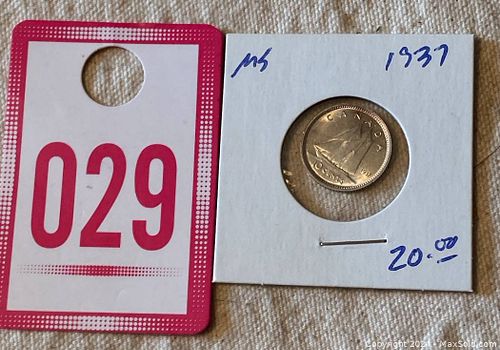 029
MS 1937
CANADA
10 CENTS
20.00
Copyright 2024 - MaxSold.com